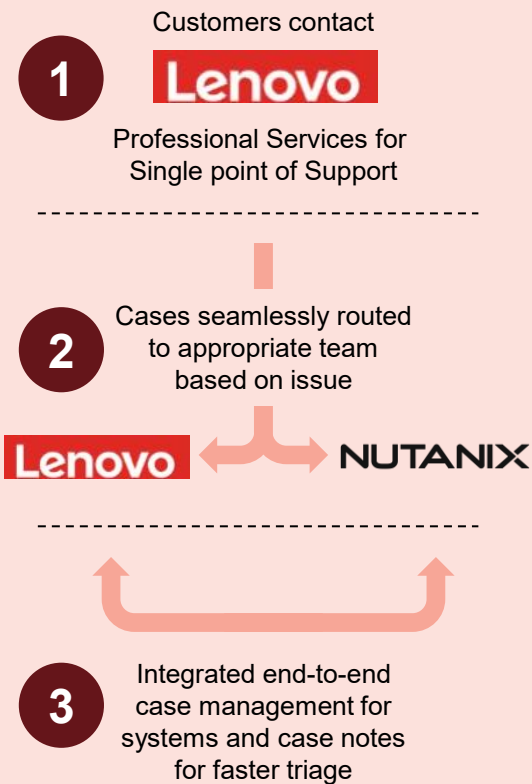 Customers contact
1
Lenovo
Professional Services for
Single point of Support
Cases seamlessly routed
2
to appropriate team
based on issue
Lenovo NUTANIX
Integrated end-to-end
3
case management for
systems and case notes
for faster triage